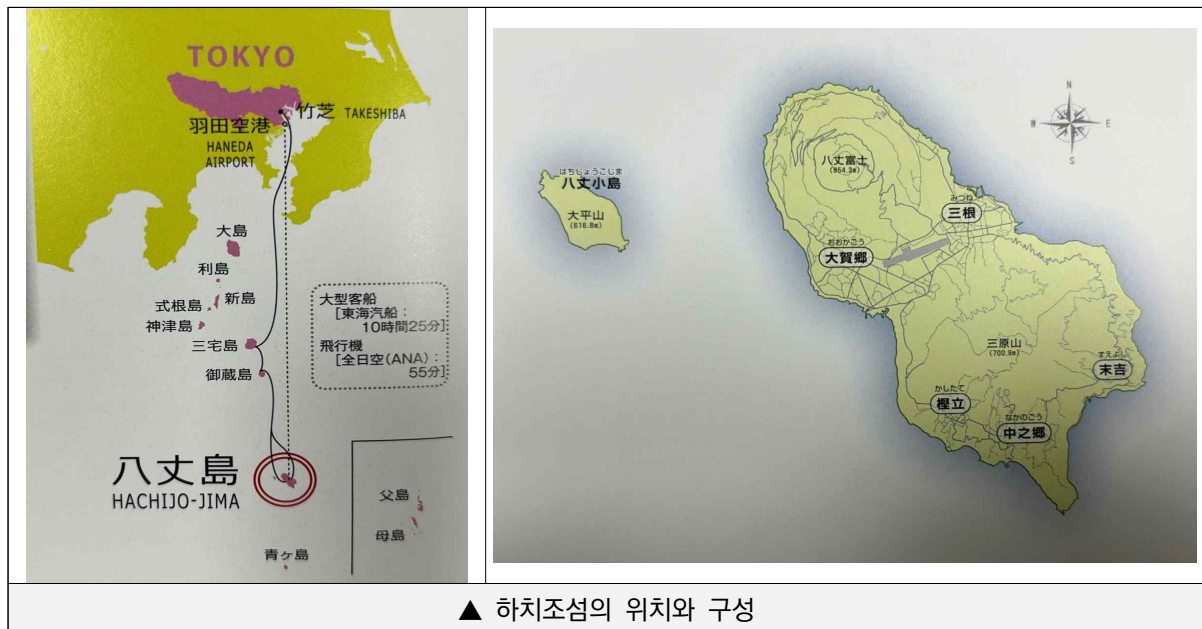 TOKYO
竹芝 TAKESHIBA
羽田空港
HANEDA
AIRPORT
大島
利島
新島
式根島
神津島
三宅島
御蔵島
大型客船
[東海汽船:
10時間25分]
飛行機
[全日空(ANA):
55分]
八丈島
HACHIJO-JIMA
父島
母島
青ヶ島
N
W E
S
八丈富士
(854.3m)
はちじょうこじま
八丈小島
大平山
(616.8m)
みつね
三根
おおかごう
大賀郷
三原山
(700.9m)
すえよし
末吉
かしたて
樫立
なかのごう
中之郷
▲ 하치조섬의 위치와 구성